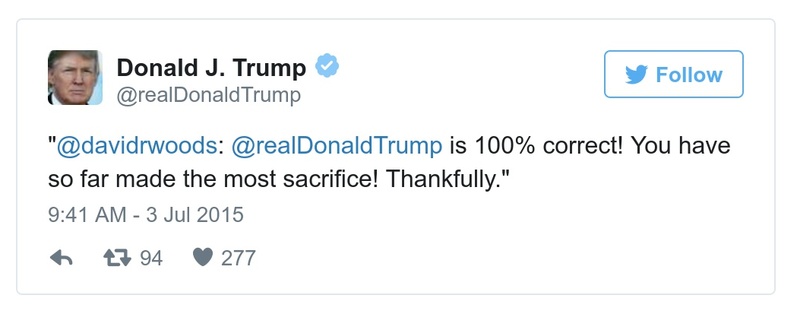 Donald J. Trump
@realDonaldTrump
Follow
"@davidrwoods: @realDonaldTrump is 100% correct! You have
so far made the most sacrifice! Thankfully."
9:41 AM - 3 Jul 2015
94 277